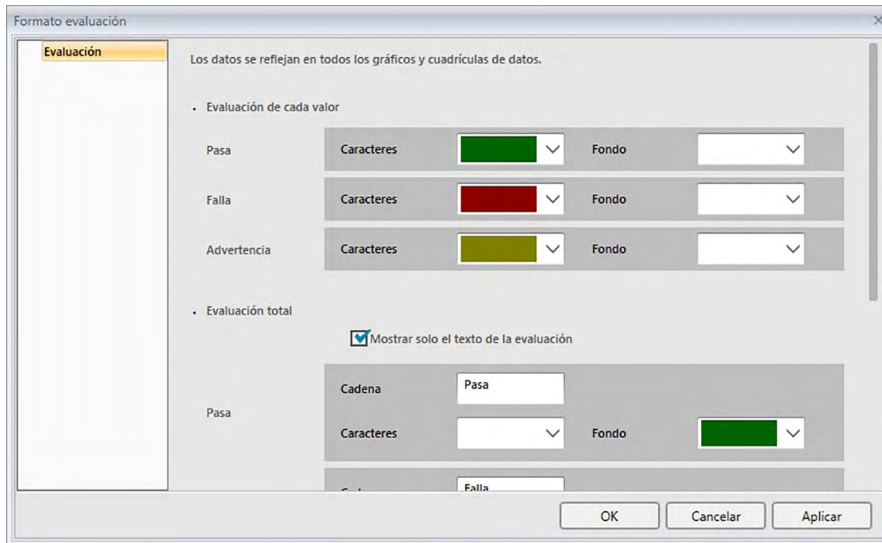 Formato evaluación
Evaluación
Los datos se reflejan en todos los gráficos y cuadrículas de datos.
• Evaluación de cada valor
Pasa Caracteres Fondo
Falla Caracteres Fondo
Advertencia Caracteres Fondo
• Evaluación total
Mostrar solo el texto de la evaluación
Cadena Pasa
Pasa
Caracteres Fondo
Falla
OK Cancelar Aplicar